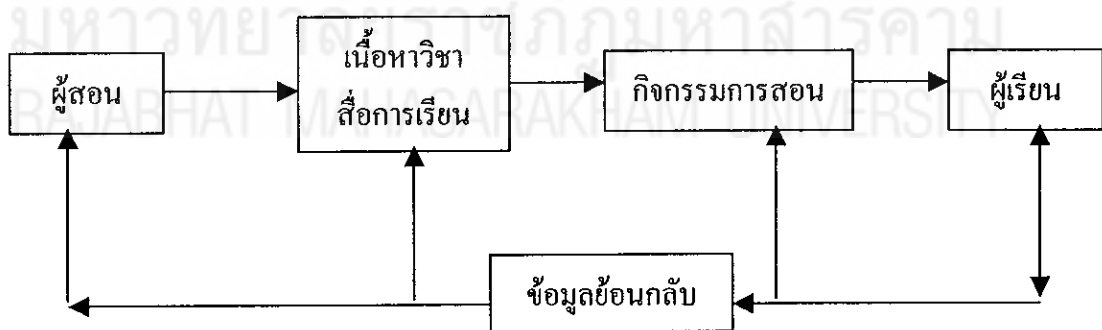 มหาวิทยาลัยราชภัฏมหาสารคาม
RAJABHAT MAHASARAKHAM UNIVERSITY
ผู้สอน
เนื้อหาวิชา
สื่อการเรียน
กิจกรรมการสอน
ผู้เรียน
ข้อมูลย้อนกลับ